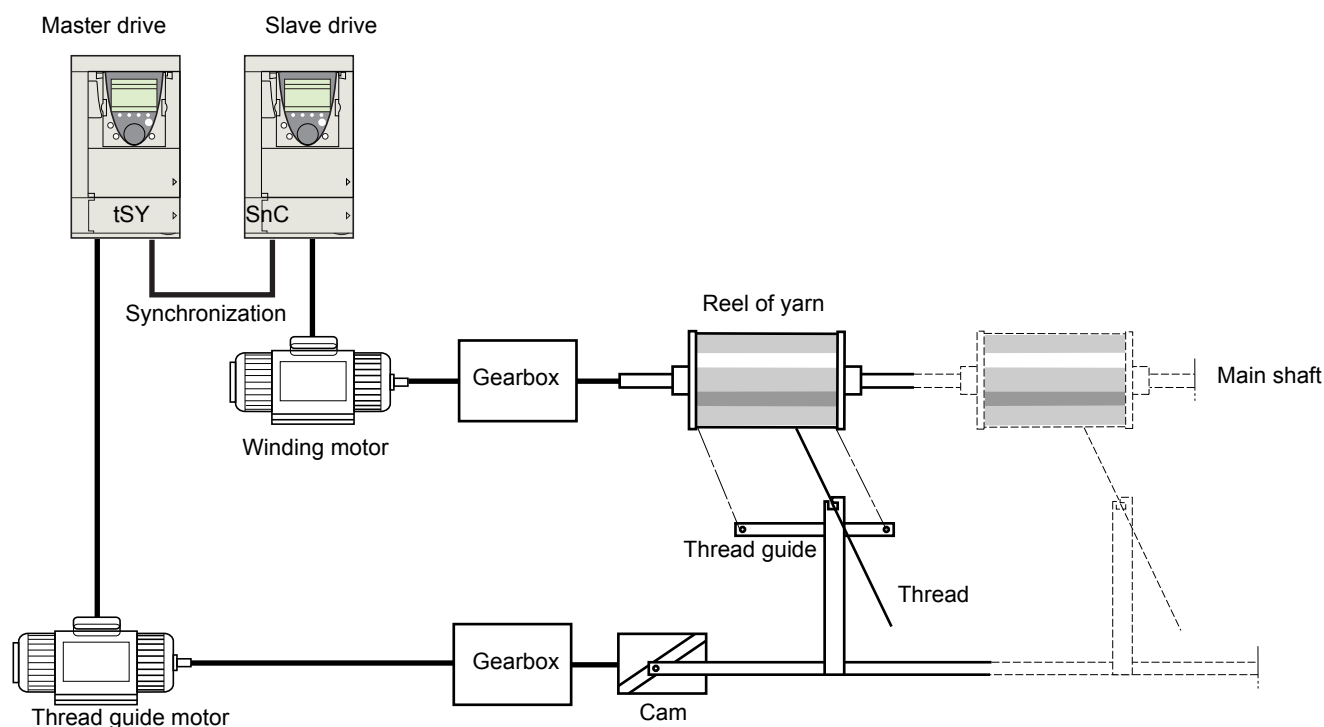 Master drive
Slave drive
tSY
SnC
Synchronization
Reel of yarn
Gearbox
Main shaft
Winding motor
Thread guide
Thread
Gearbox
Cam
Thread guide motor